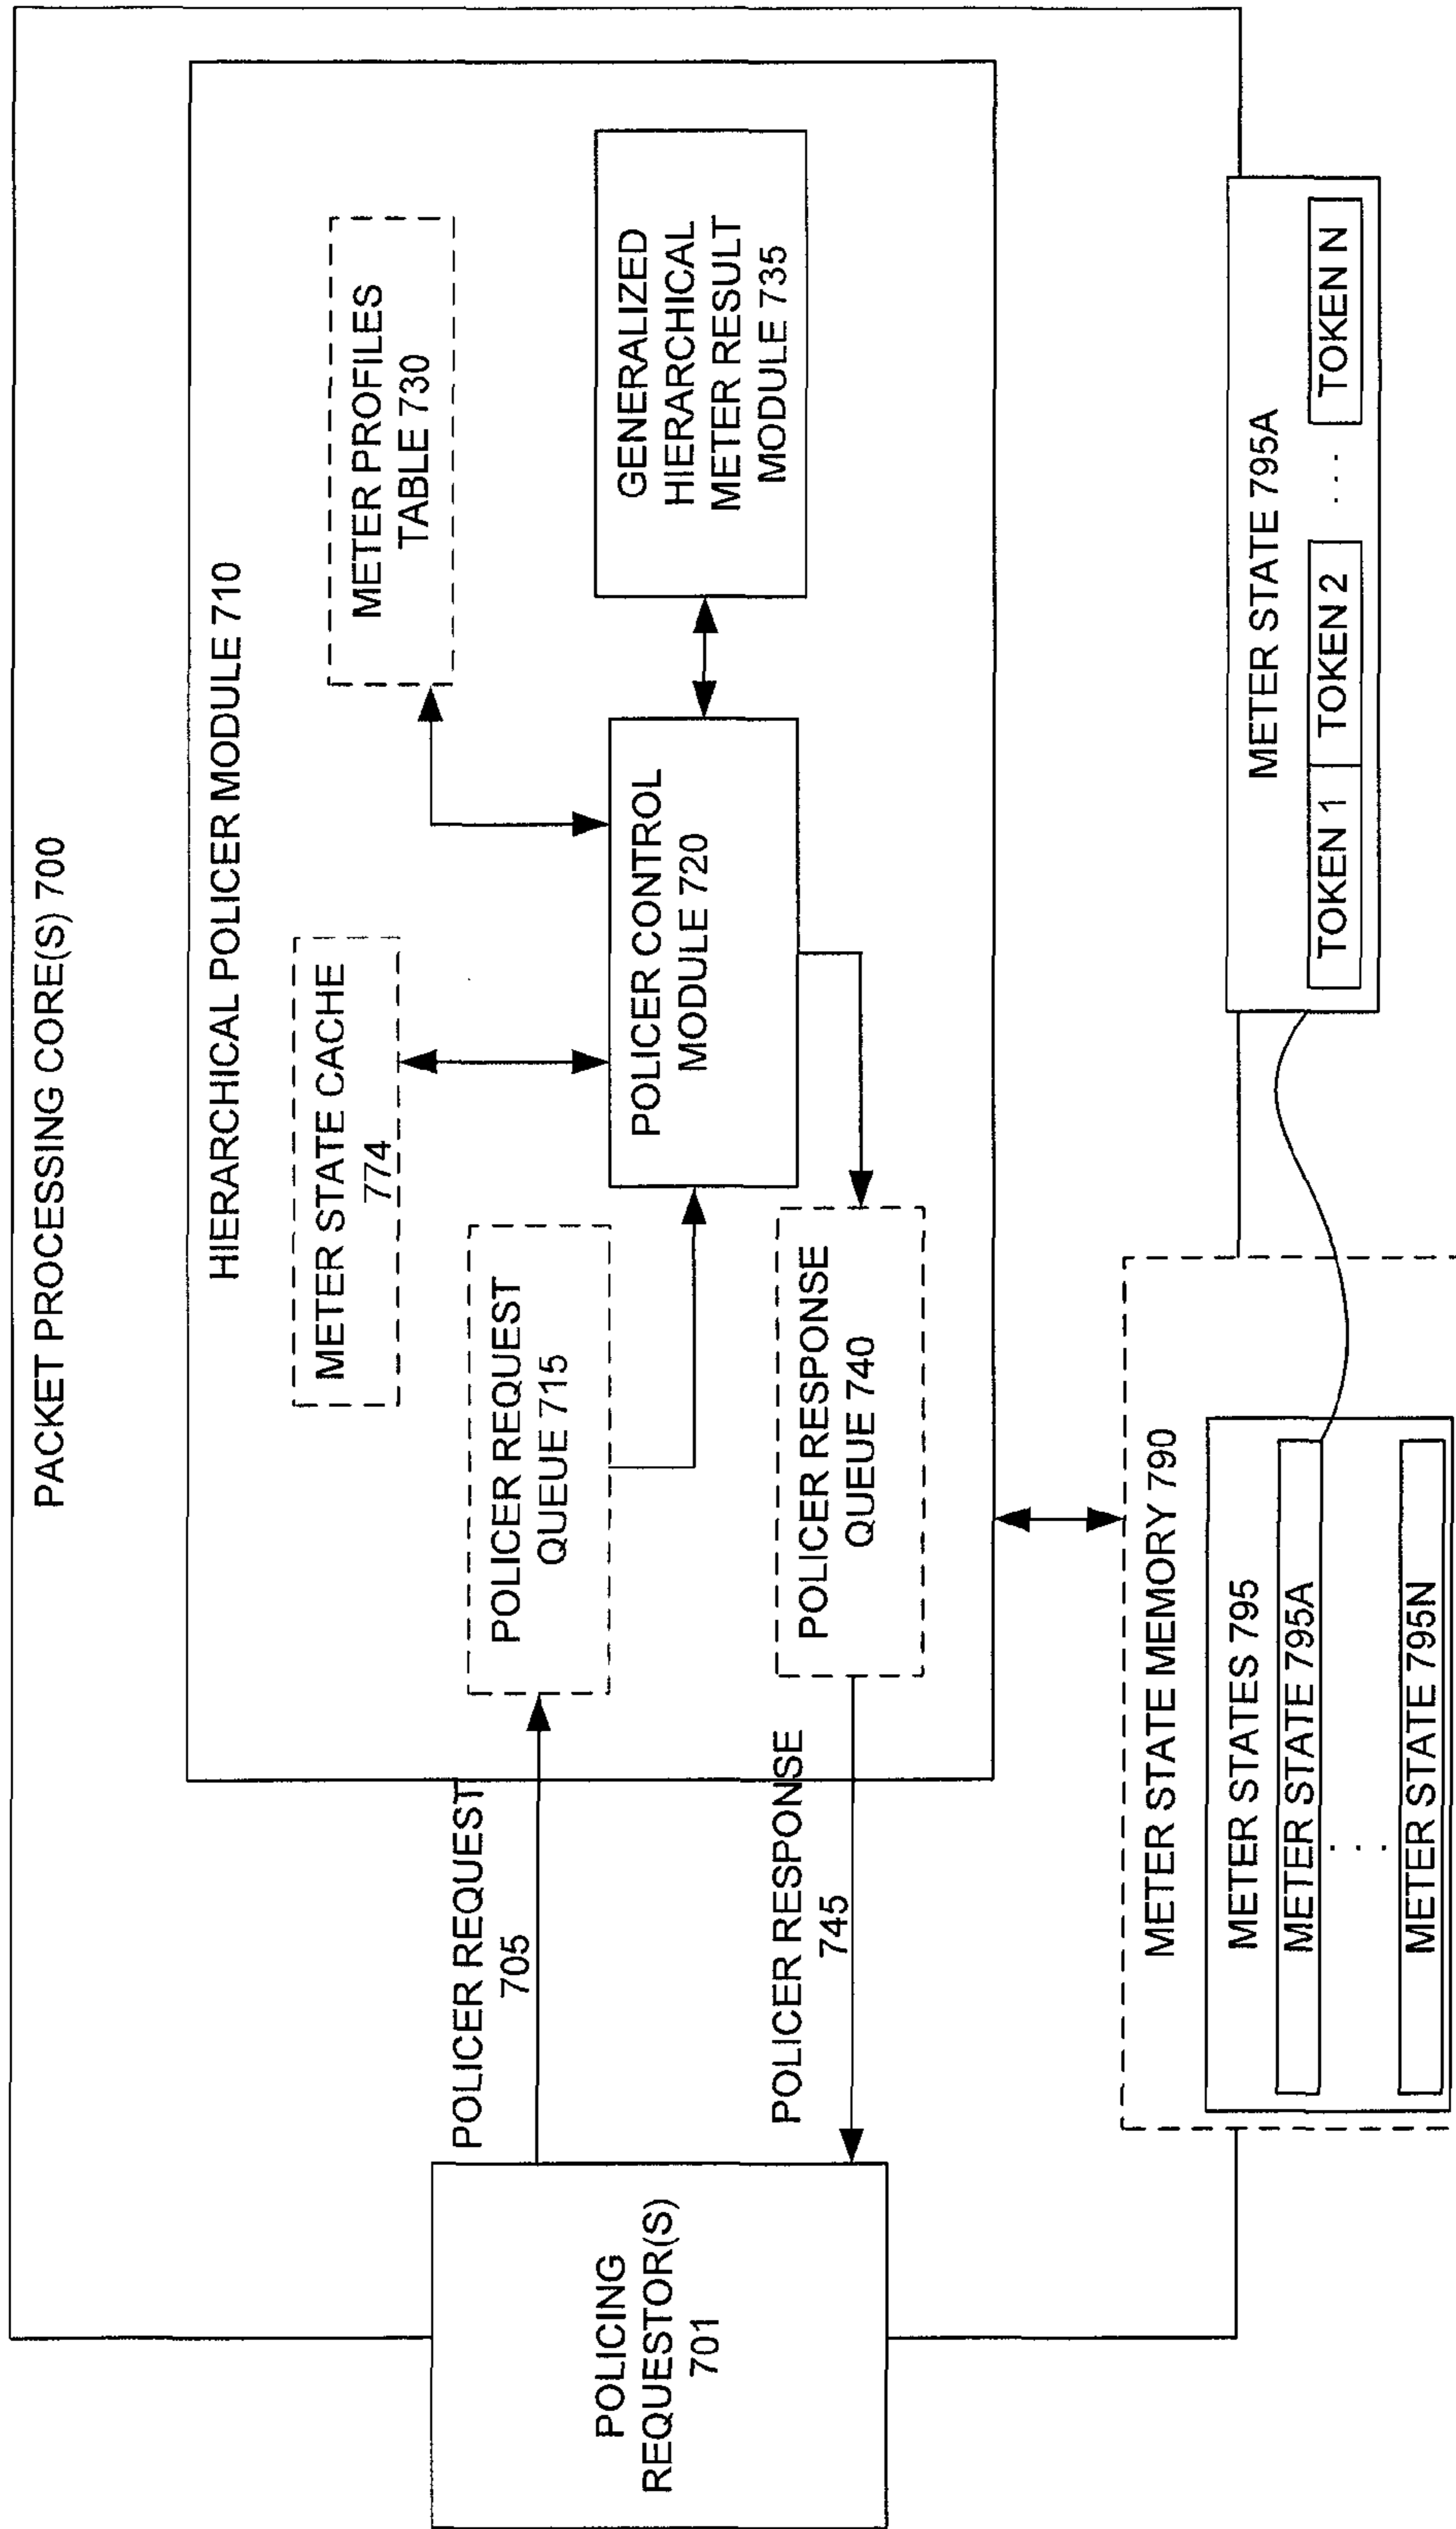 PACKET PROCESSING CORE(S) 700
HIERARCHICAL POLICER MODULE 710
METER STATE CACHE
774
METER PROFILES
TABLE 730
POLICER REQUEST
QUEUE 715
POLICER CONTROL
MODULE 720
GENERALIZED
HIERARCHICAL
METER RESULT
MODULE 735
POLICER RESPONSE
QUEUE 740
POLICER REQUEST
705
POLICER RESPONSE
745
POLICING
REQUESTOR(S)
701
METER STATE MEMORY 790
METER STATES 795
METER STATE 795A
. . .
METER STATE 795N
METER STATE 795A
TOKEN 1 TOKEN 2 . . . TOKEN N